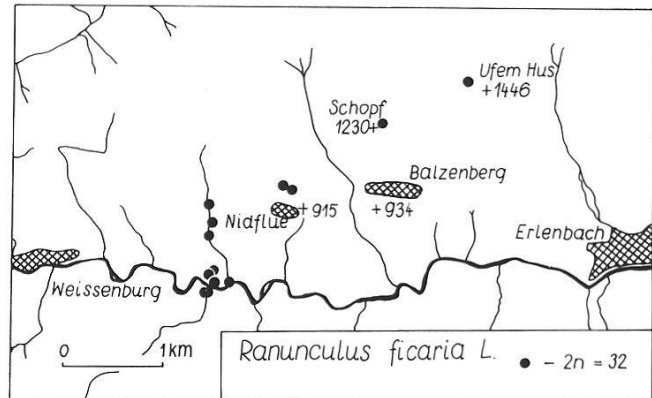 Ufem Hus
+1446
Schopf
1230+
Balzenberg
Nidflue
+915
+934
Erlenbach
Weissenburg
0 1km
Ranunculus ficaria L.
● - 2n = 32